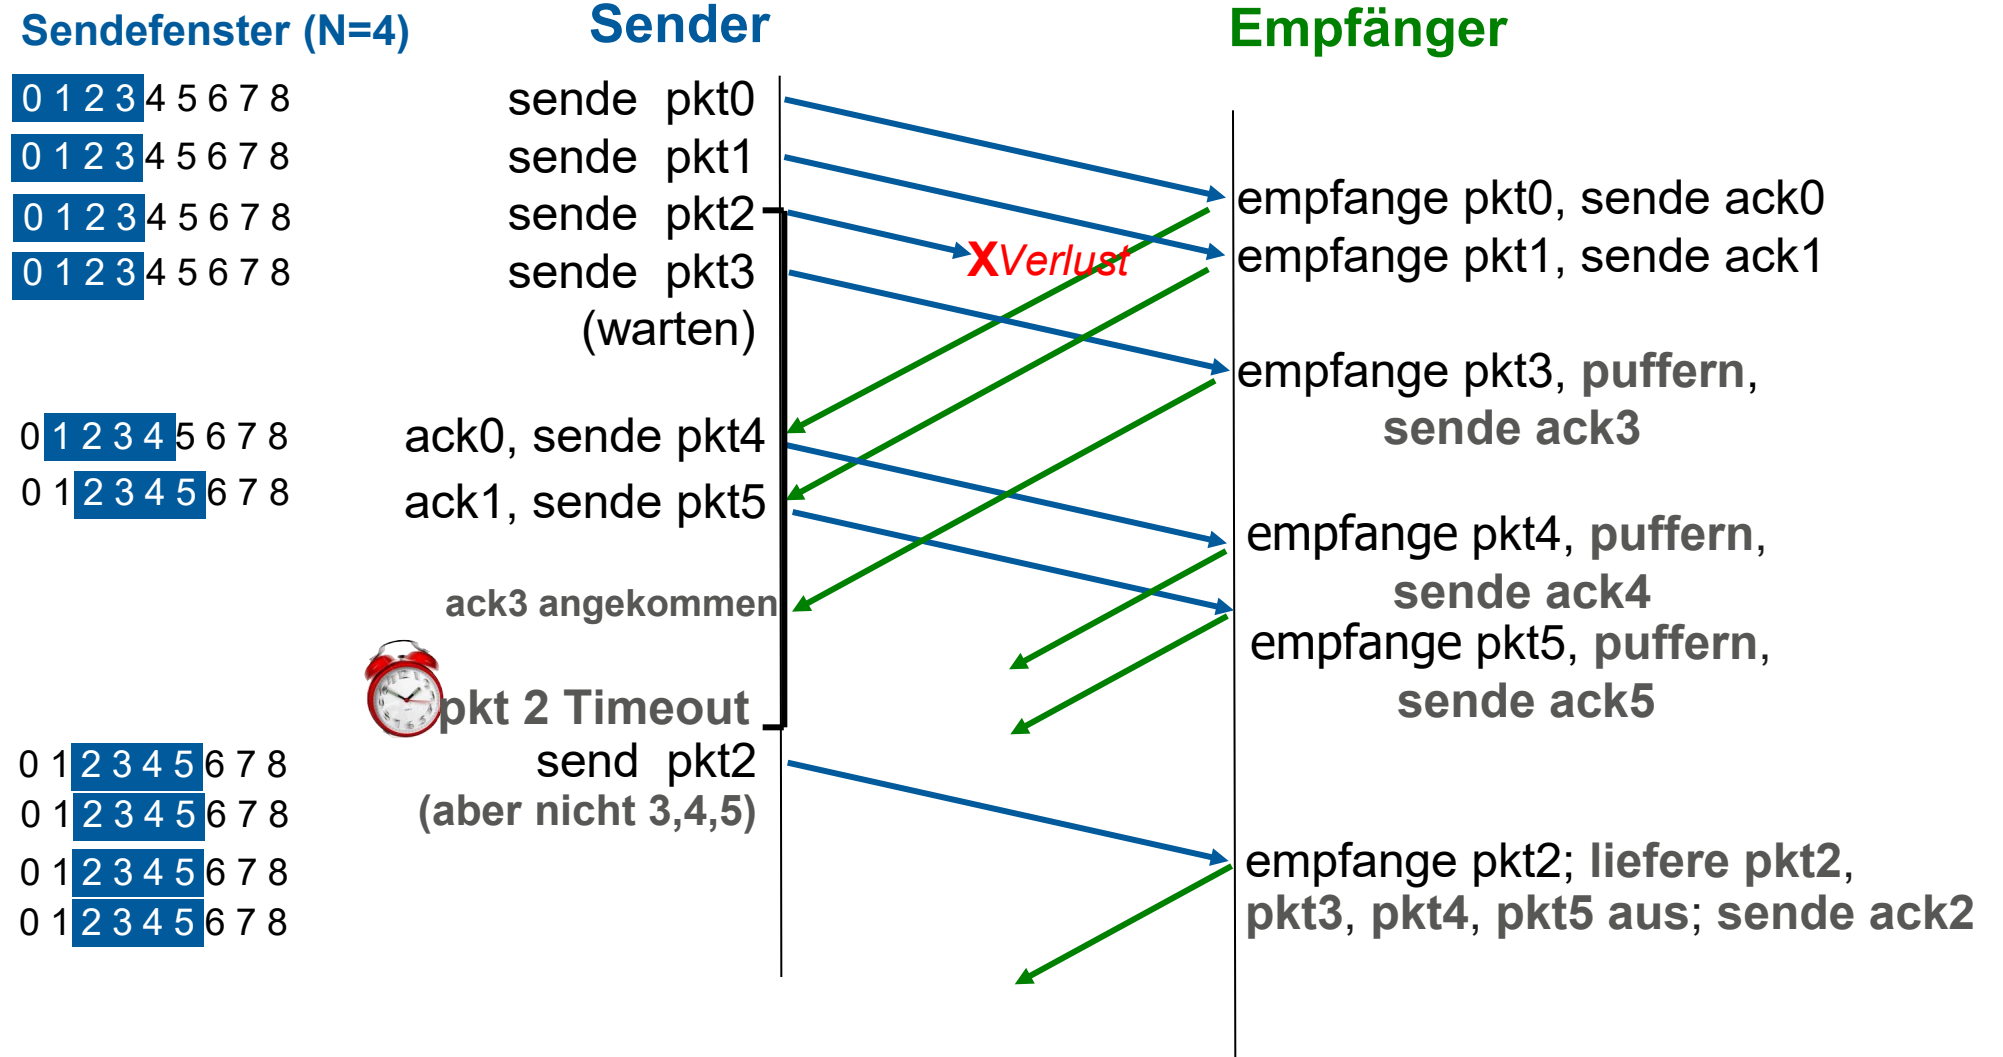 Sendefenster (N=4) Sender Empfänger
0 1 2 3 4 5 6 7 8 sende pkt0
0 1 2 3 4 5 6 7 8 sende pkt1
empfange pkt0, sende ack0
0 1 2 3 4 5 6 7 8 sende pkt2
XVerlust
empfange pkt1, sende ack1
0 1 2 3 4 5 6 7 8 sende pkt3
(warten)
empfange pkt3, puffern,
sende ack3
0 1 2 3 4 5 6 7 8 ack0, sende pkt4
0 1 2 3 4 5 6 7 8 ack1, sende pkt5
empfange pkt4, puffern,
sende ack4
ack3 angekommen
empfange pkt5, puffern,
sende ack5
pkt 2 Timeout
0 1 2 3 4 5 6 7 8 send pkt2
0 1 2 3 4 5 6 7 8 (aber nicht 3,4,5)
0 1 2 3 4 5 6 7 8 empfange pkt2; liefere pkt2,
0 1 2 3 4 5 6 7 8 pkt3, pkt4, pkt5 aus; sende ack2